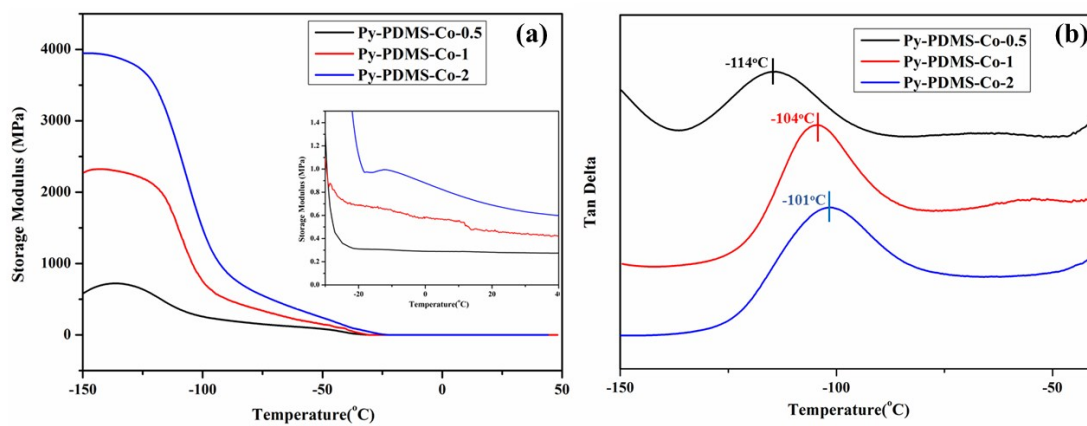 (a)
Py-PDMS-Co-0.5
Py-PDMS-Co-1
Py-PDMS-Co-2
Storage Modulus (MPa)
4000
3000
2000
1000
0
-150
-100
-50
0
50
Temperature(°C)
Storage Modulus (MPa)
1.4
1.2
1.0
0.8
0.6
0.4
0.2
0.0
-20
0
20
40
Temperature(°C)
(b)
Py-PDMS-Co-0.5
Py-PDMS-Co-1
Py-PDMS-Co-2
-114°C
-104°C
-101°C
Tan Delta
-150
-100
-50
Temperature(°C)